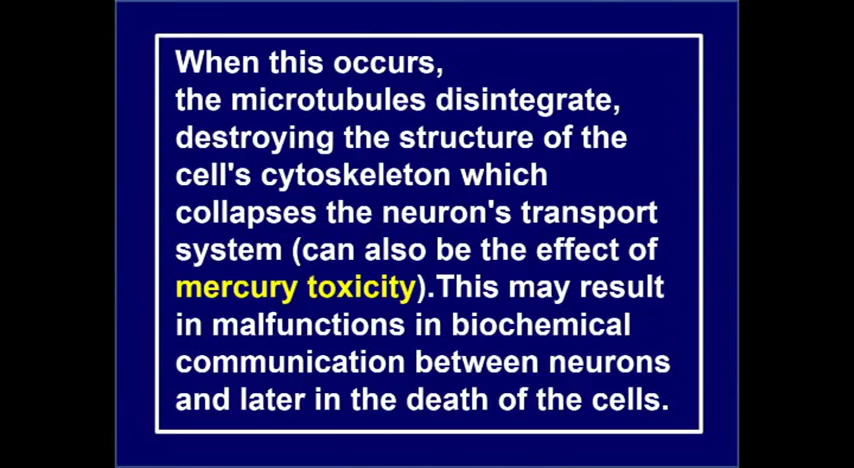 When this occurs,
the microtubules disintegrate,
destroying the structure of the
cell's cytoskeleton which
collapses the neuron's transport
system (can also be the effect of
mercury toxicity).This may result
in malfunctions in biochemical
communication between neurons
and later in the death of the cells.